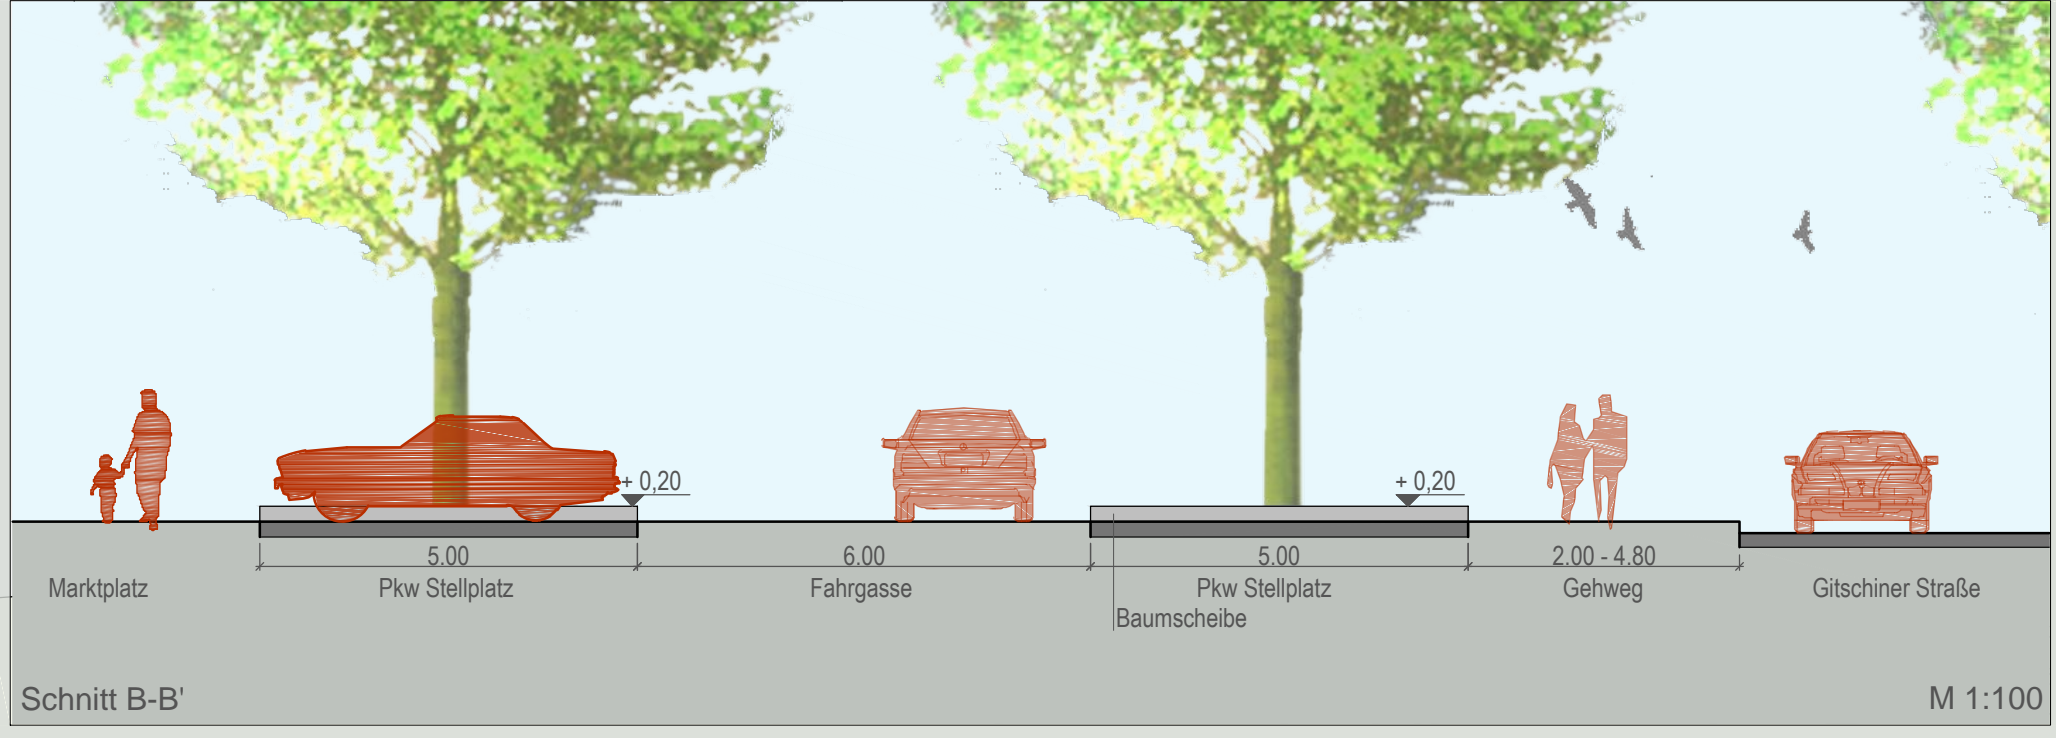 + 0,20
+ 0,20
5.00
6.00
5.00
2.00 - 4.80
Marktplatz
Pkw Stellplatz
Fahrgasse
Pkw Stellplatz
Gehweg
Gitschiner Straße
Baumscheibe
Schnitt B-B'
M 1:100